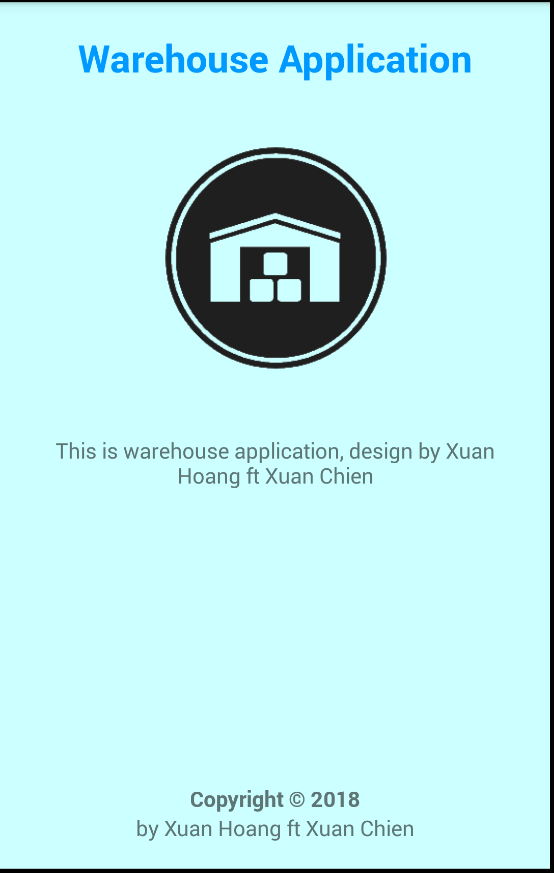 Warehouse Application
This is warehouse application, design by Xuan
Hoang ft Xuan Chien
Copyright © 2018
by Xuan Hoang ft Xuan Chien